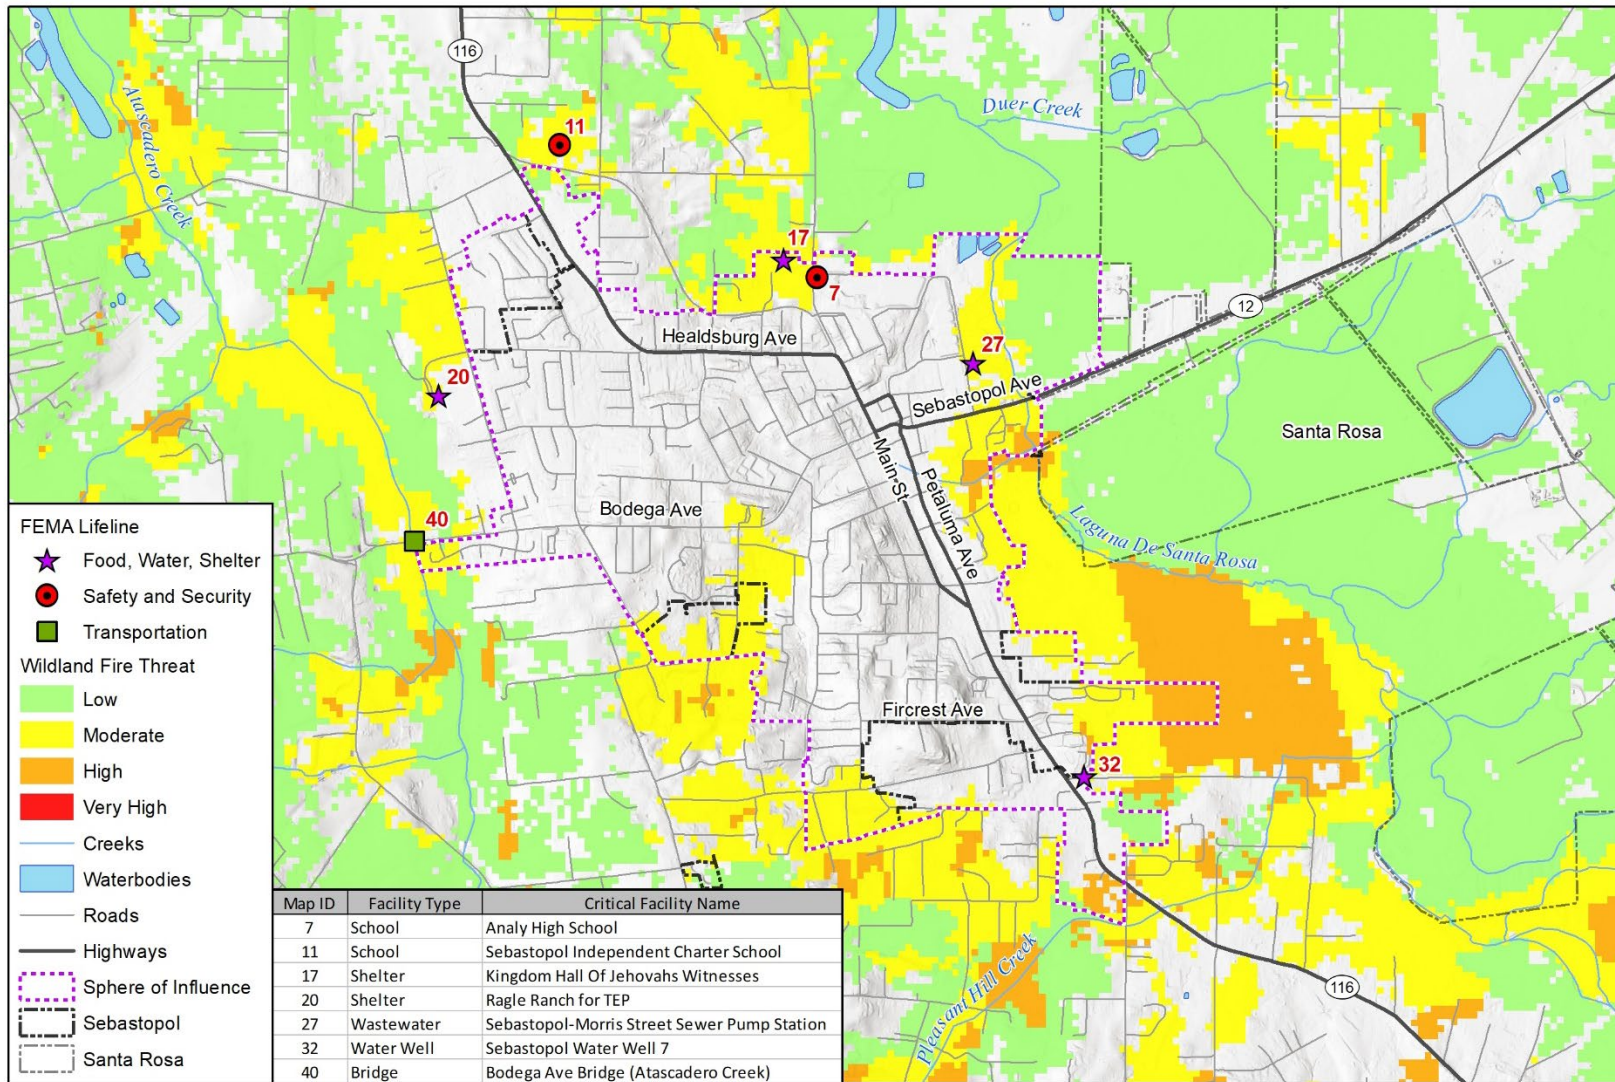 116
11
Atascadero Creek
Duer Creek
17
7
12
Healdsburg Ave
27
20
Sebastopol Ave
Santa Rosa
Main St
Petaluma Ave
Bodega Ave
40
Laguna De Santa Rosa
Fircrest Ave
32
Pleasant Hill Creek
116
FEMA Lifeline
Food, Water, Shelter
Safety and Security
Transportation
Wildland Fire Threat
Low
Moderate
High
Very High
Creeks
Waterbodies
Roads
Highways
Sphere of Influence
Sebastopol
Santa Rosa
Map ID Facility Type Critical Facility Name
7 School Analy High School
11 School Sebastopol Independent Charter School
17 Shelter Kingdom Hall Of Jehovahs Witnesses
20 Shelter Ragle Ranch for TEP
27 Wastewater Sebastopol-Morris Street Sewer Pump Station
32 Water Well Sebastopol Water Well 7
40 Bridge Bodega Ave Bridge (Atascadero Creek)